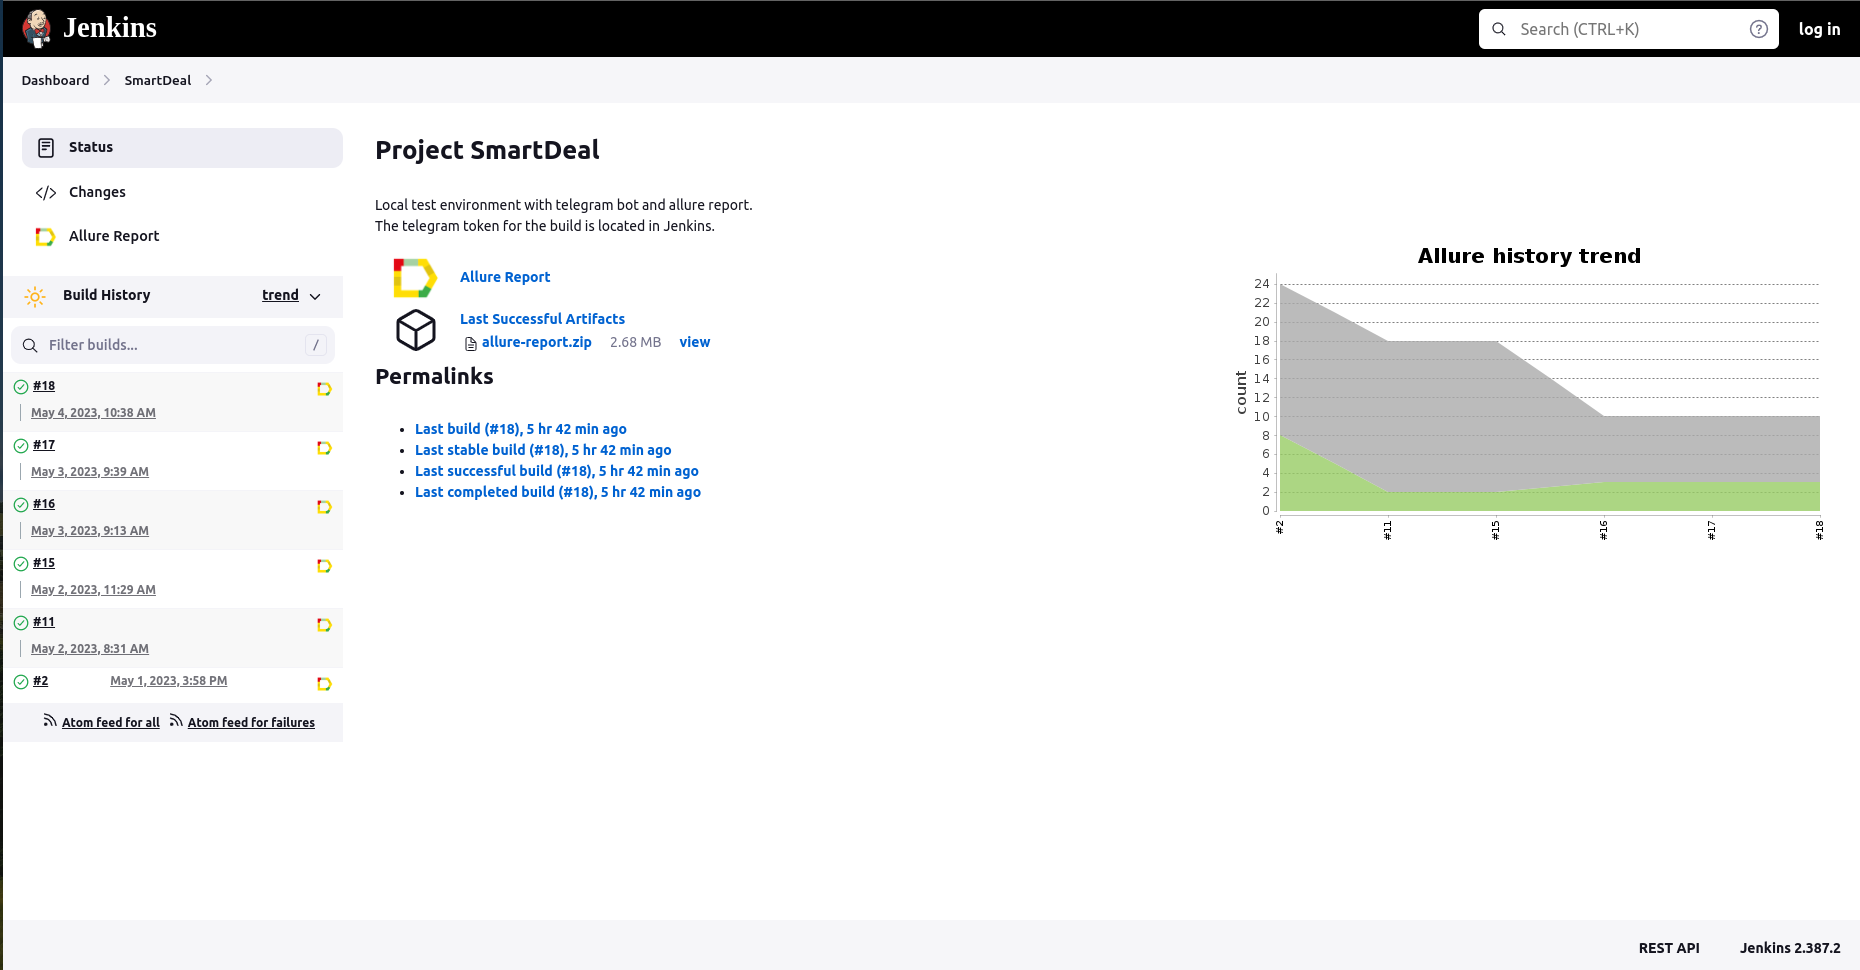 Jenkins
Search (CTRL+K)
log in
Dashboard
SmartDeal
Status
Changes
Allure Report
Build History
trend
Filter builds...
/
#18
May 4, 2023, 10:38 AM
#17
May 3, 2023, 9:39 AM
#16
May 3, 2023, 9:13 AM
#15
May 2, 2023, 11:29 AM
#11
May 2, 2023, 8:31 AM
#2 May 1, 2023, 3:58 PM
Atom feed for all Atom feed for failures
Project SmartDeal
Local test environment with telegram bot and allure report.
The telegram token for the build is located in Jenkins.
Allure Report
Last Successful Artifacts
allure-report.zip 2.68 MB view
Permalinks
Last build (#18), 5 hr 42 min ago
Last stable build (#18), 5 hr 42 min ago
Last successful build (#18), 5 hr 42 min ago
Last completed build (#18), 5 hr 42 min ago
Allure history trend
count
24
22
20
18
16
14
12
10
8
6
4
2
0
#2 #11 #15 #16 #17 #18
REST API Jenkins 2.387.2